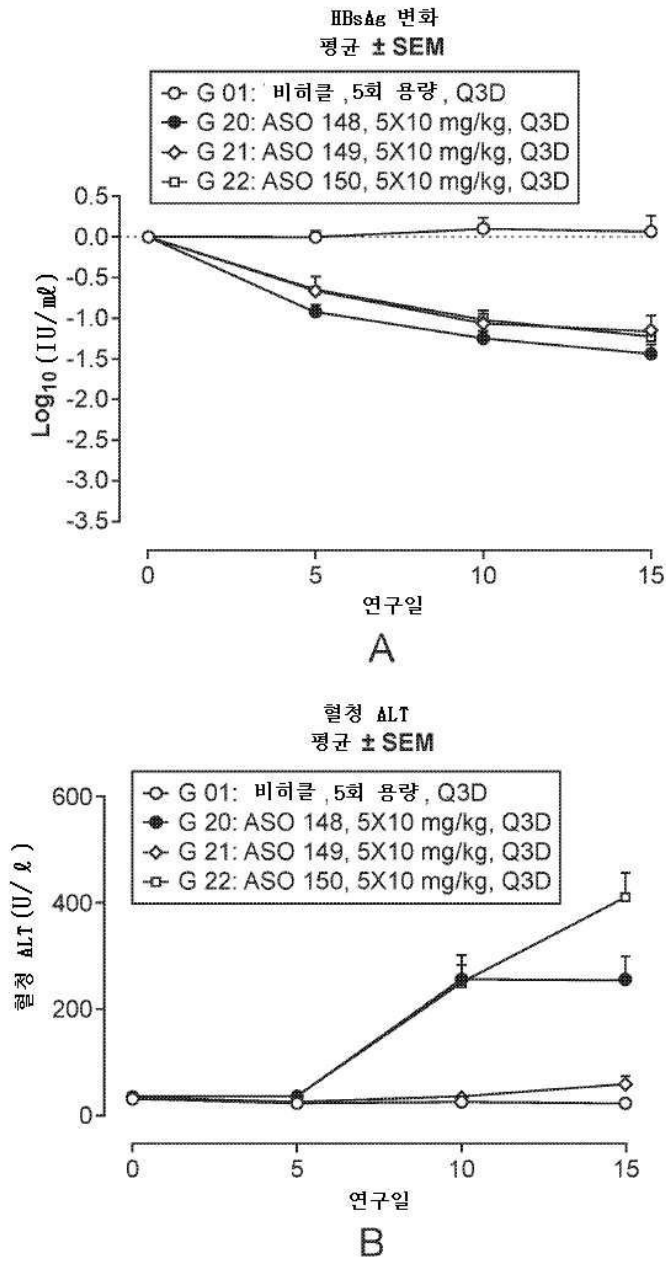 HBsAg 변화
평균 ± SEM
G 01: 비히클 ,5회 용량, Q3D
G 20: ASO 148, 5X10 mg/kg, Q3D
G 21: ASO 149, 5X10 mg/kg, Q3D
G 22: ASO 150, 5X10 mg/kg, Q3D
Log10 (IU/㎖)
0.5
0.0
-0.5
-1.0
-1.5
-2.0
-2.5
-3.0
-3.5
0 5 10 15
연구일
A
혈청 ALT
평균 ± SEM
G 01: 비히클 ,5회 용량, Q3D
G 20: ASO 148, 5X10 mg/kg, Q3D
G 21: ASO 149, 5X10 mg/kg, Q3D
G 22: ASO 150, 5X10 mg/kg, Q3D
혈청 ALT(U/ℓ)
600
400
200
0
0 5 10 15
연구일
B